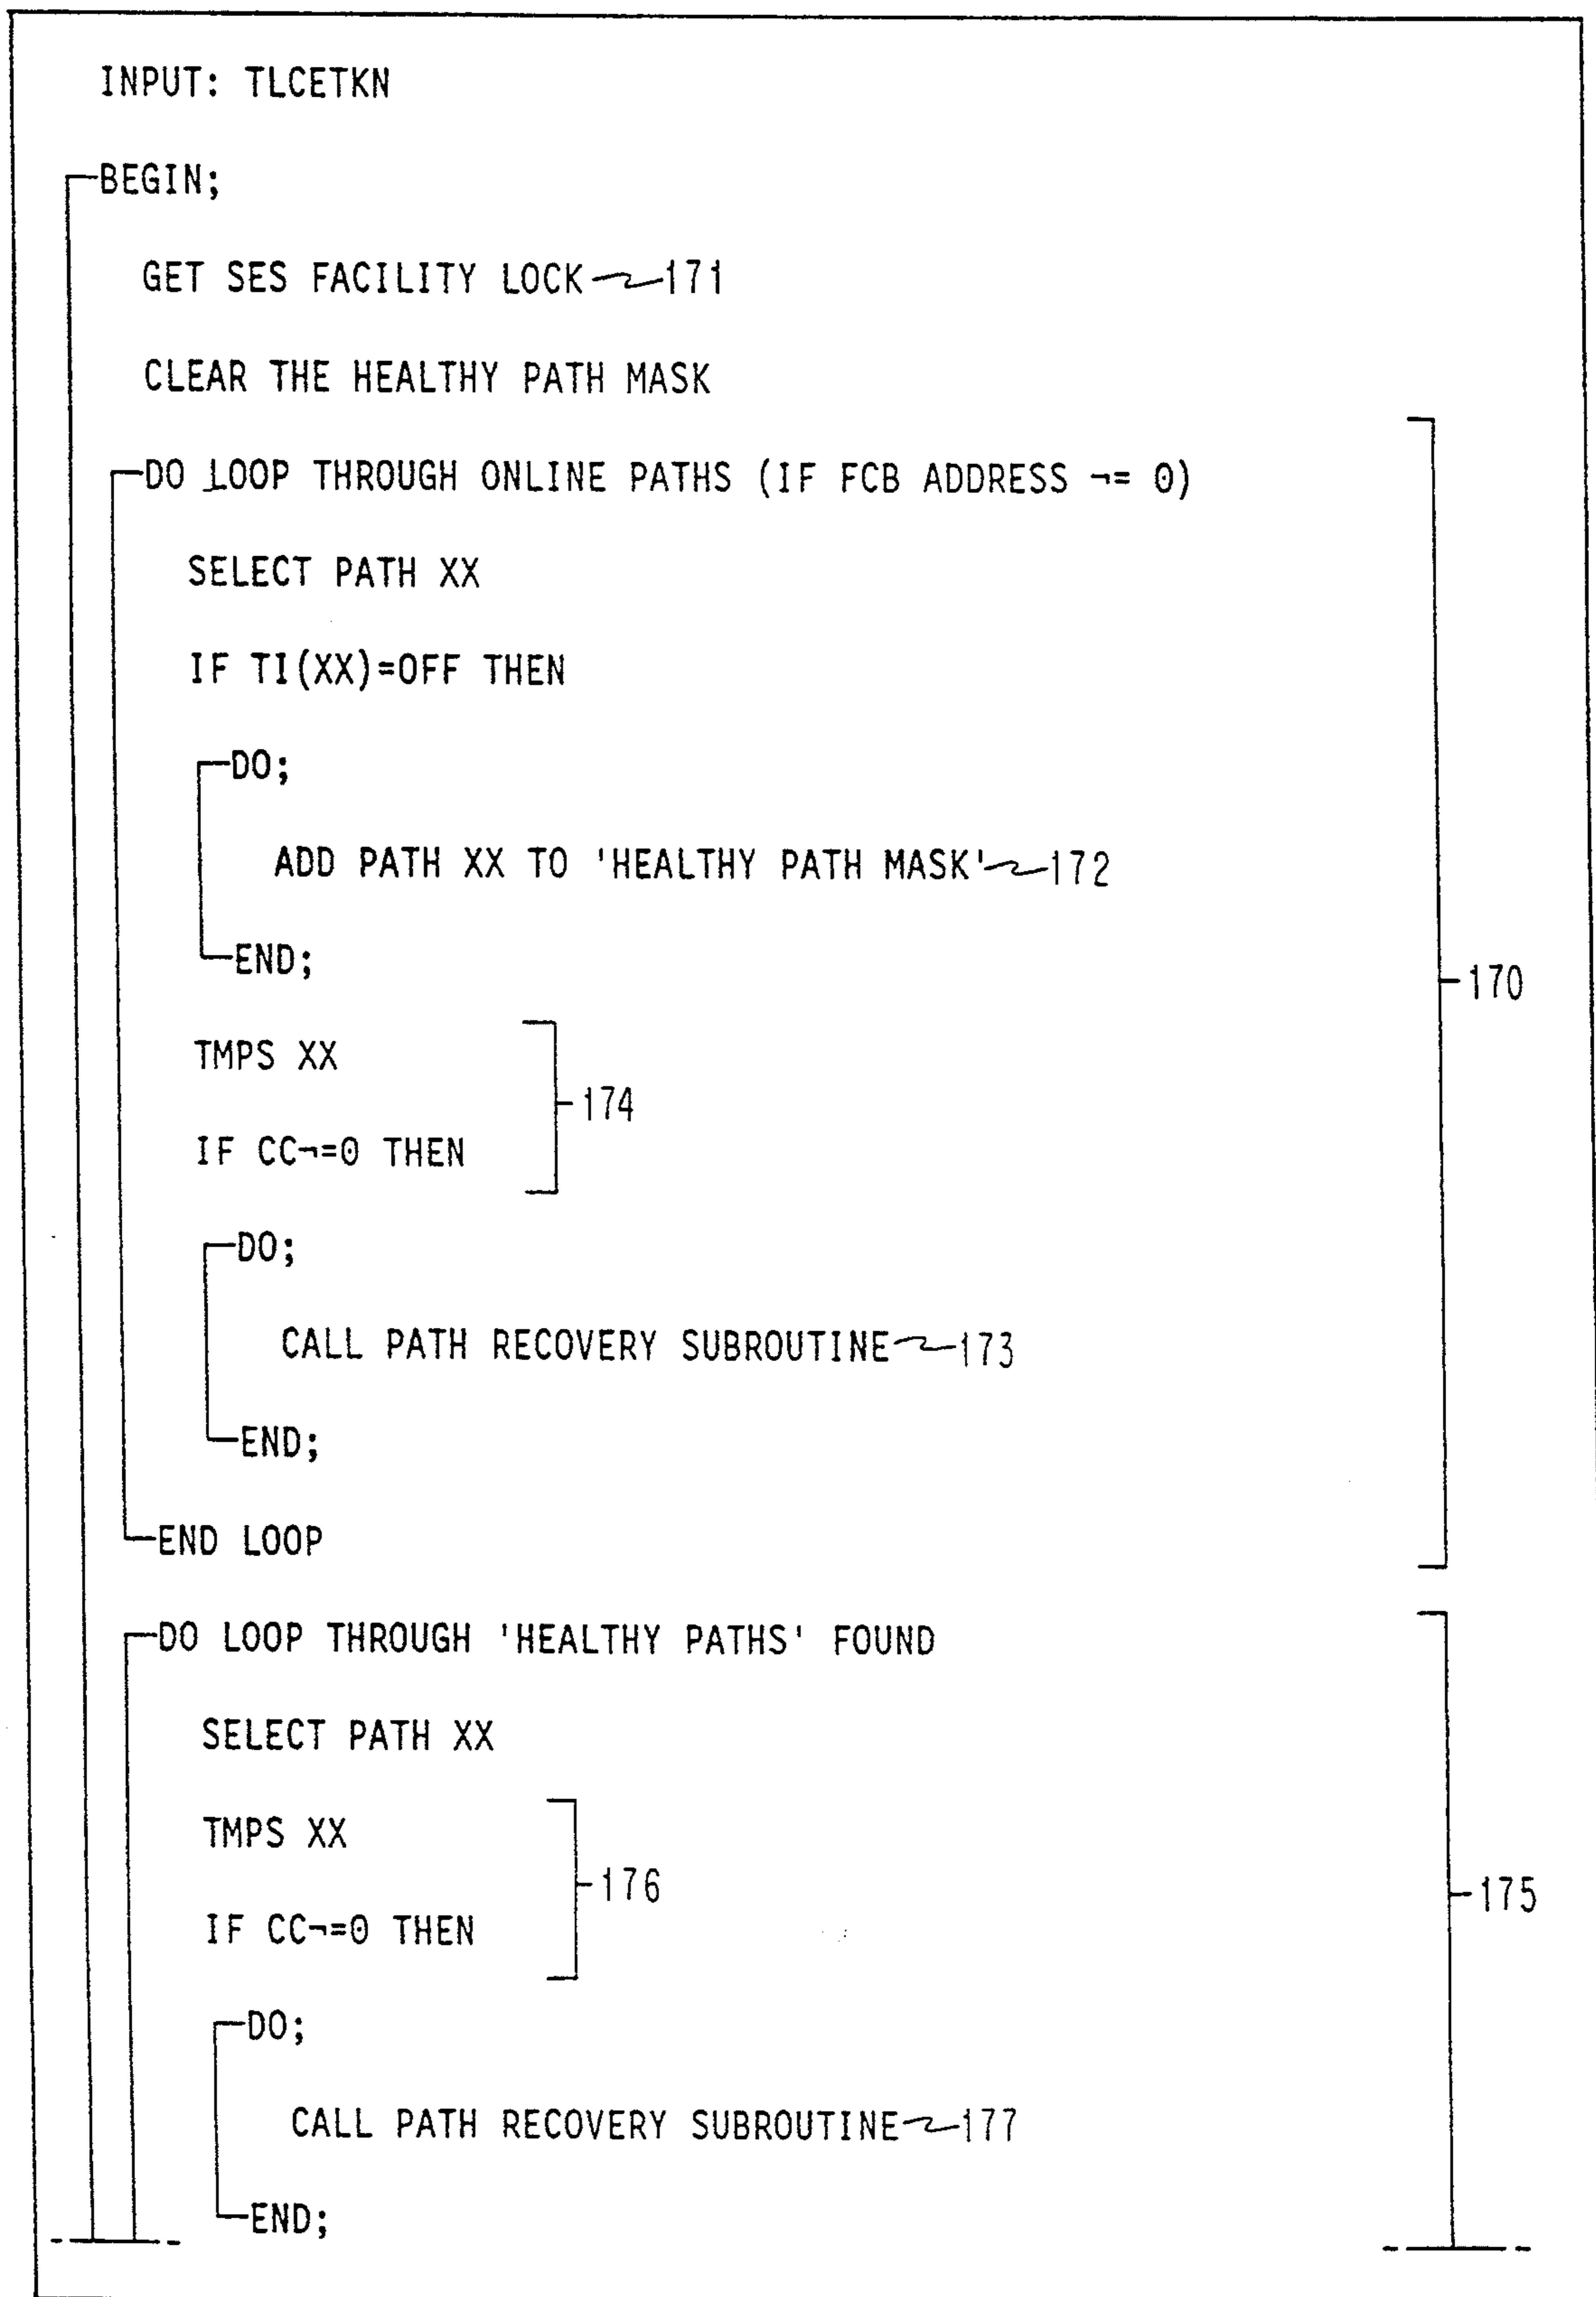 INPUT: TLCETKN
BEGIN;
GET SES FACILITY LOCK 171
CLEAR THE HEALTHY PATH MASK
DO LOOP THROUGH ONLINE PATHS (IF FCB ADDRESS ¬= 0)
SELECT PATH XX
IF TI(XX)=OFF THEN
DO;
ADD PATH XX TO 'HEALTHY PATH MASK' 172
END;
170
TMPS XX
174
IF CC¬=0 THEN
DO;
CALL PATH RECOVERY SUBROUTINE 173
END;
END LOOP
DO LOOP THROUGH 'HEALTHY PATHS' FOUND
SELECT PATH XX
TMPS XX
176
175
IF CC¬=0 THEN
DO;
CALL PATH RECOVERY SUBROUTINE 177
END;